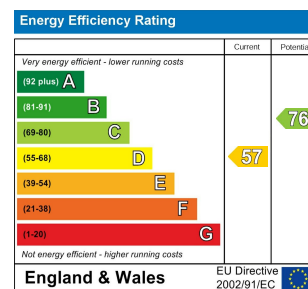 Energy Efficiency Rating
Current
Potentia
Very energy efficient - lower running costs
(92 plus) A
(81-91) B
(69-80) C
(55-68) D
(39-54) E
(21-38) F
(1-20) G
57
76
Not energy efficient - higher running costs
England & Wales
EU Directive
2002/91/EC